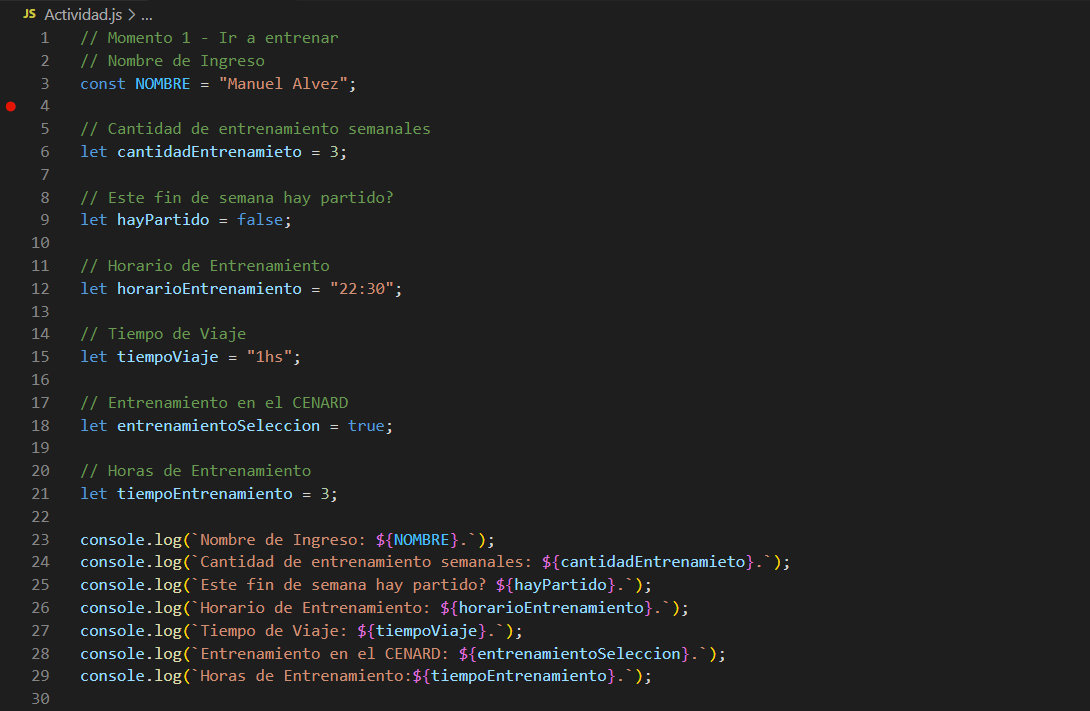 JS Actividad.js > ...
1 // Momento 1 - Ir a entrenar
2 // Nombre de Ingreso
3 const NOMBRE = "Manuel Alvez";
4
5 // Cantidad de entrenamiento semanales
6 let cantidadEntrenamieto = 3;
7
8 // Este fin de semana hay partido?
9 let hayPartido = false;
10
11 // Horario de Entrenamiento
12 let horarioEntrenamiento = "22:30";
13
14 // Tiempo de Viaje
15 let tiempoViaje = "1hs";
16
17 // Entrenamiento en el CENARD
18 let entrenamientoSeleccion = true;
19
20 // Horas de Entrenamiento
21 let tiempoEntrenamiento = 3;
22
23 console.log(`Nombre de Ingreso: ${NOMBRE}.`);
24 console.log(`Cantidad de entrenamiento semanales: ${cantidadEntrenamieto}.`);
25 console.log(`Este fin de semana hay partido? ${hayPartido}.`);
26 console.log(`Horario de Entrenamiento: ${horarioEntrenamiento}.`);
27 console.log(`Tiempo de Viaje: ${tiempoViaje}.`);
28 console.log(`Entrenamiento en el CENARD: ${entrenamientoSeleccion}.`);
29 console.log(`Horas de Entrenamiento:${tiempoEntrenamiento}.`);
30